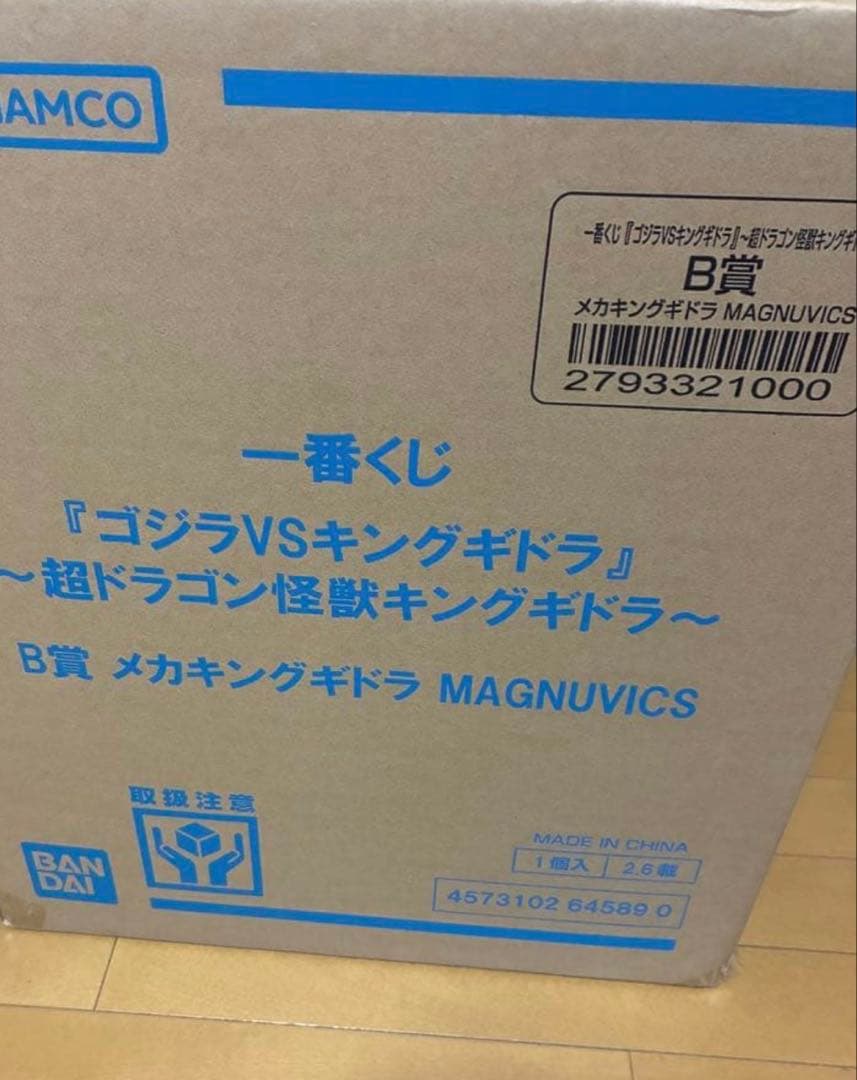 NAMCO
一番くじ『ゴジラVSキングギドラ』~超ドラゴン怪獣キングギ
B賞
メカキングギドラ MAGNUVICS
2793321000
一番くじ
『ゴジラVSキングギドラ』
~超ドラゴン怪獣キングギドラ~
B賞 メカキングギドラ MAGNUVICS
取扱注意
BAN
DAI
MADE IN CHINA
1個入 2.6才
4573102 64589 0